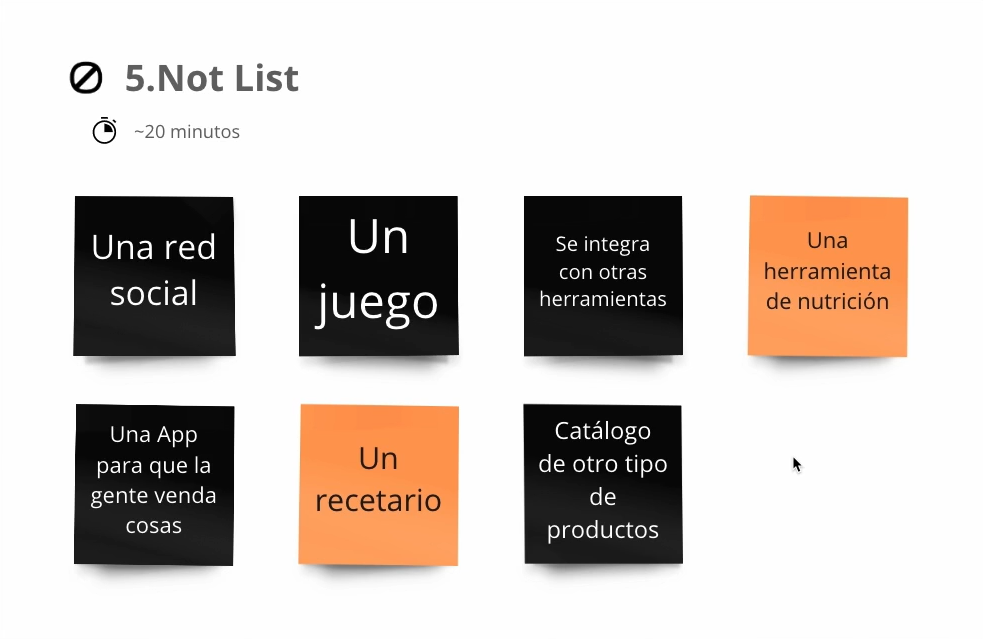 5.Not List
~20 minutos
Una red
social
Un
juego
Se integra
con otras
herramientas
Una
herramienta
de nutrición
Una App
para que la
gente venda
cosas
Un
recetario
Catálogo
de otro tipo
de
productos